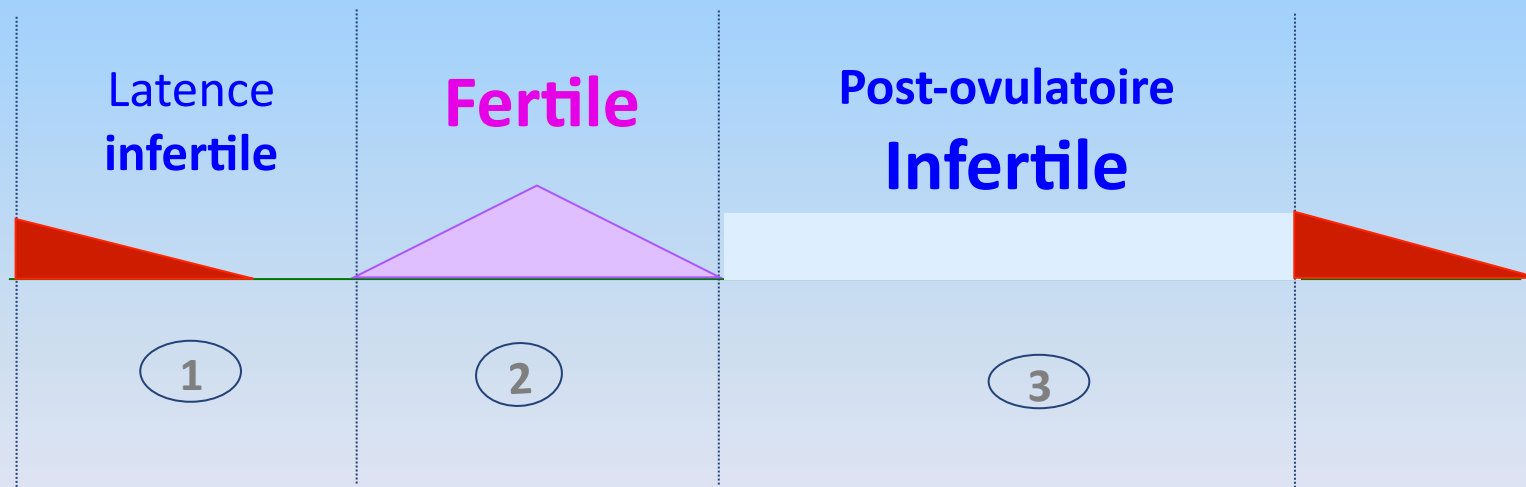 Latence
infertile
Fertile
Post-ovulatoire
Infertile
1
2
3